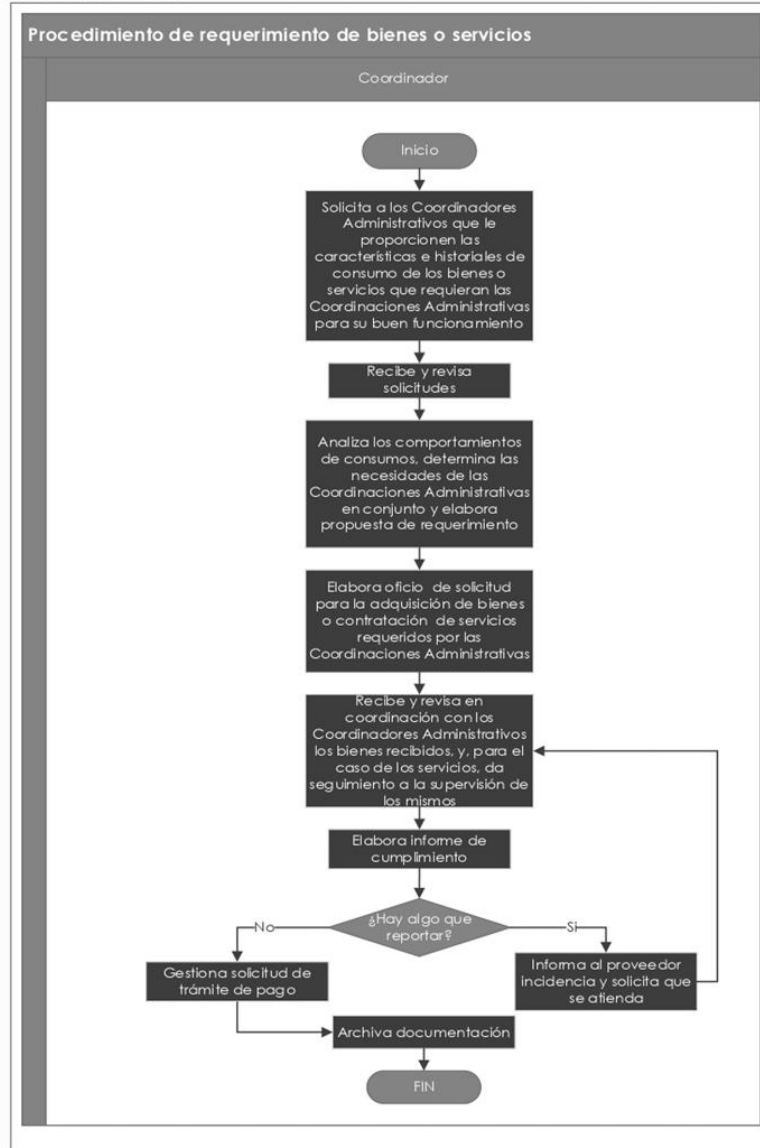 Procedimiento de requerimiento de bienes o servicios
Coordinador
Inicio
Solicita a los Coordinadores
Administrativos que le
proporcionen las
características e historiales de
consumo de los bienes o
servicios que requieran las
Coordinaciones Administrativas
para su buen funcionamiento
Recibe y revisa
solicitudes
Analiza los comportamientos
de consumos, determina las
necesidades de las
Coordinaciones Administrativas
en conjunto y elabora
propuesta de requerimiento
Elabora oficio de solicitud
para la adquisición de bienes
o contratación de servicios
requeridos por las
Coordinaciones Administrativas
Recibe y revisa en
coordinación con los
Coordinadores Administrativos
los bienes recibidos, y, para el
caso de los servicios, da
seguimiento a la supervisión de
los mismos
Elabora informe de
cumplimiento
¿Hay algo que
reportar?
No
Si
Gestiona solicitud de
trámite de pago
Informa al proveedor
incidencia y solicita que
se atienda
Archiva documentación
FIN